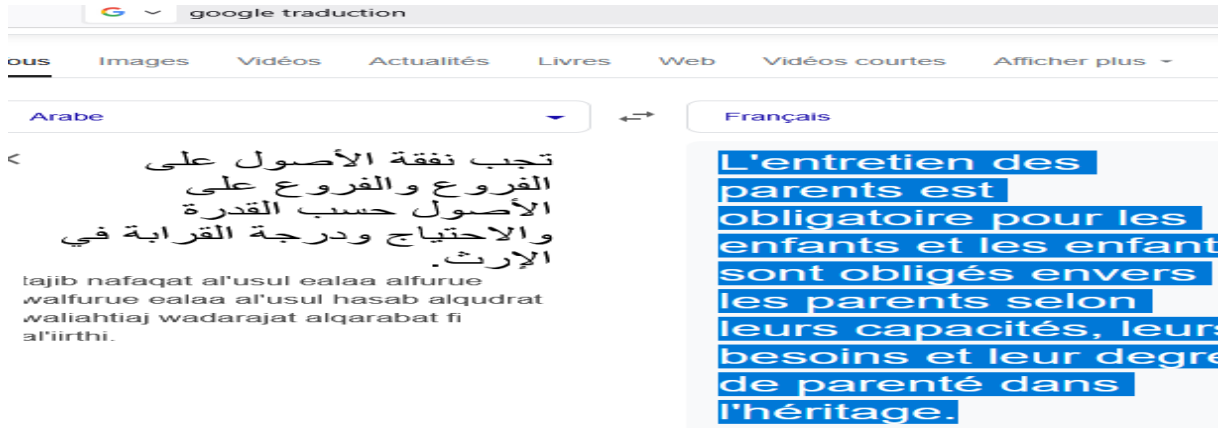 google traduction
ous Images Vidéos Actualités Livres Web Vidéos courtes Afficher plus
Arabe
Français
تجب نفقة الأصول على
الفروع والفروع على
الأصول حسب القدرة
والاحتياج ودرجة القرابة في
الإرث.
tajib nafaqat al'usul ealaa alfurue
walfurue ealaa al'usul hasab alqudrat
waliahtiaj wadarajat alqarabat fi
al'iirthi.
L'entretien des
parents est
obligatoire pour les
enfants et les enfant
sont obligés envers
les parents selon
leurs capacités, leurs
besoins et leur degré
de parenté dans
l'héritage.